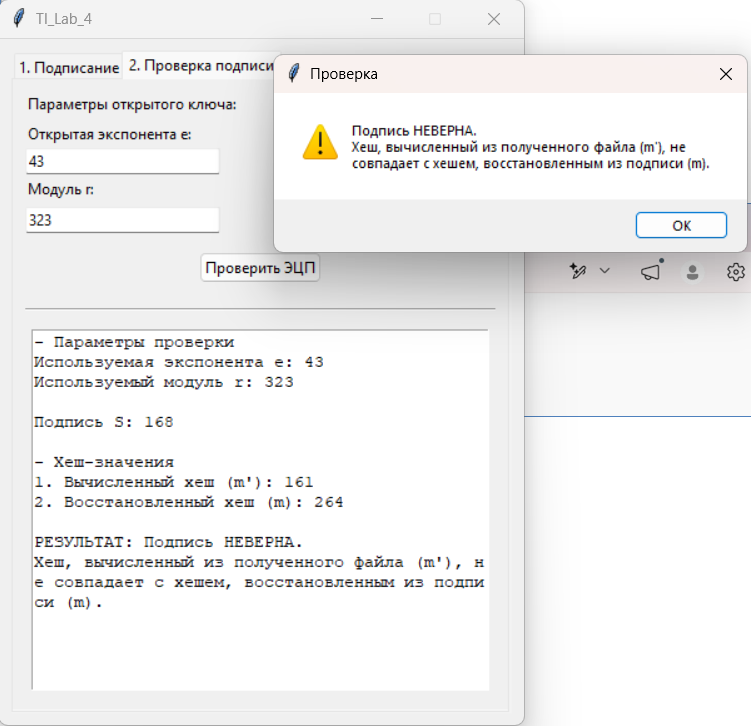 TI_Lab_4
1. Подписание
2. Проверка подписи
Параметры открытого ключа:
Открытая экспонента e:
43
Модуль r:
323
Проверить ЭЦП
- Параметры проверки
Используемая экспонента e: 43
Используемый модуль r: 323
Подпись S: 168
- Хеш-значения
1. Вычисленный хеш (m'): 161
2. Восстановленный хеш (m): 264
РЕЗУЛЬТАТ: Подпись НЕВЕРНА.
Хеш, вычисленный из полученного файла (m'), н
е совпадает с хешем, восстановленным из подпи
си (m).
Проверка
Подпись НЕВЕРНА.
Хеш, вычисленный из полученного файла (m'), не
совпадает с хешем, восстановленным из подписи (m).
ОК